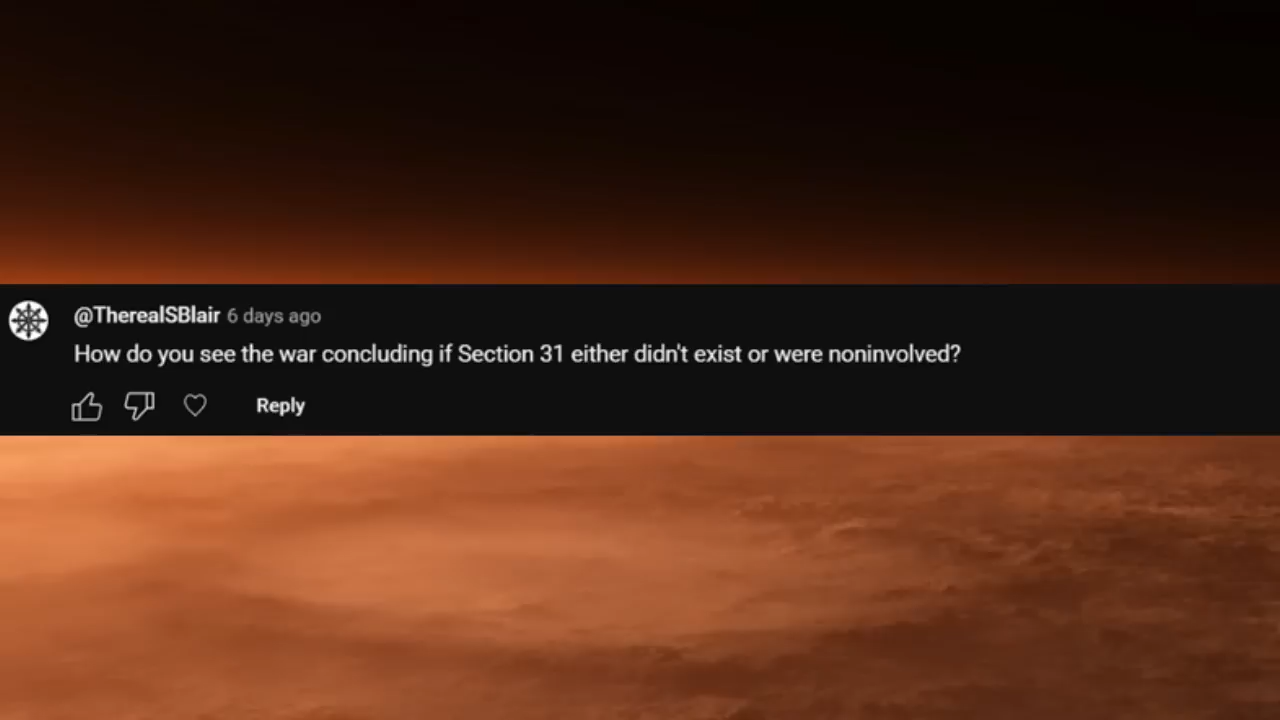 @TherealSBlair 6 days ago
How do you see the war concluding if Section 31 either didn't exist or were noninvolved?
Reply